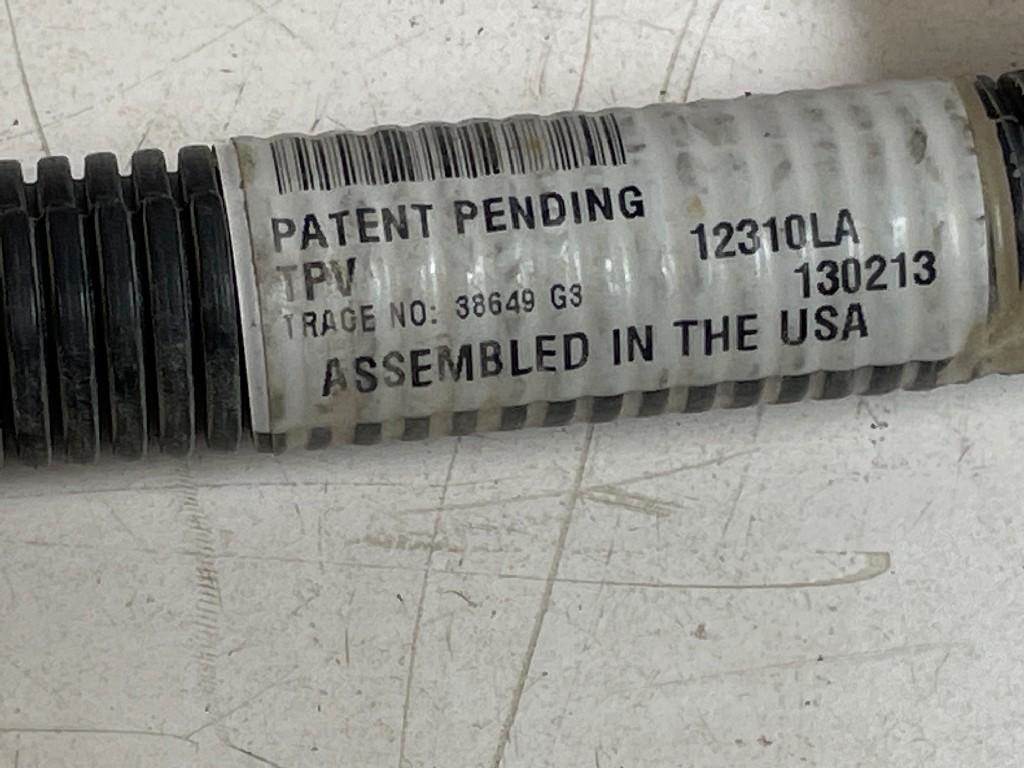 PATENT PENDING
TPV 12310LA
TRACE NO: 38649 G3 130213
ASSEMBLED IN THE USA